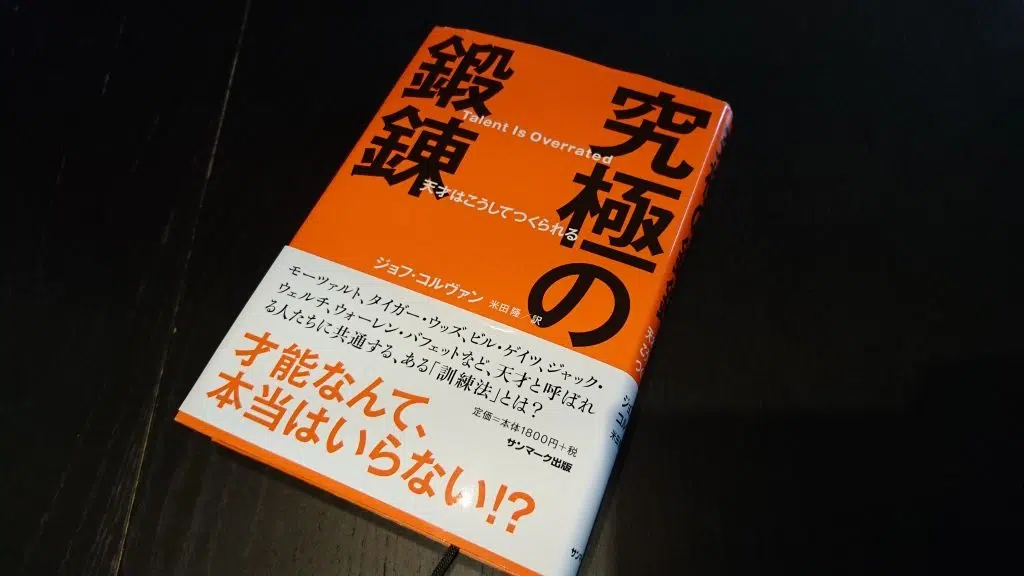 究極の
鍛錬
Talent Is Overrated
天才はこうしてつくられる
ジョフ・コルヴァン 米田 隆/訳
モーツァルト、タイガー・ウッズ、ビル・ゲイツ、ジャック・
ウェルチ、ウォーレン・バフェットなど、天才と呼ばれ
る人たちに共通する、ある「訓練法」とは?
定価=本体1800円+税
サンマーク出版
才能なんて、
本当はいらない!?